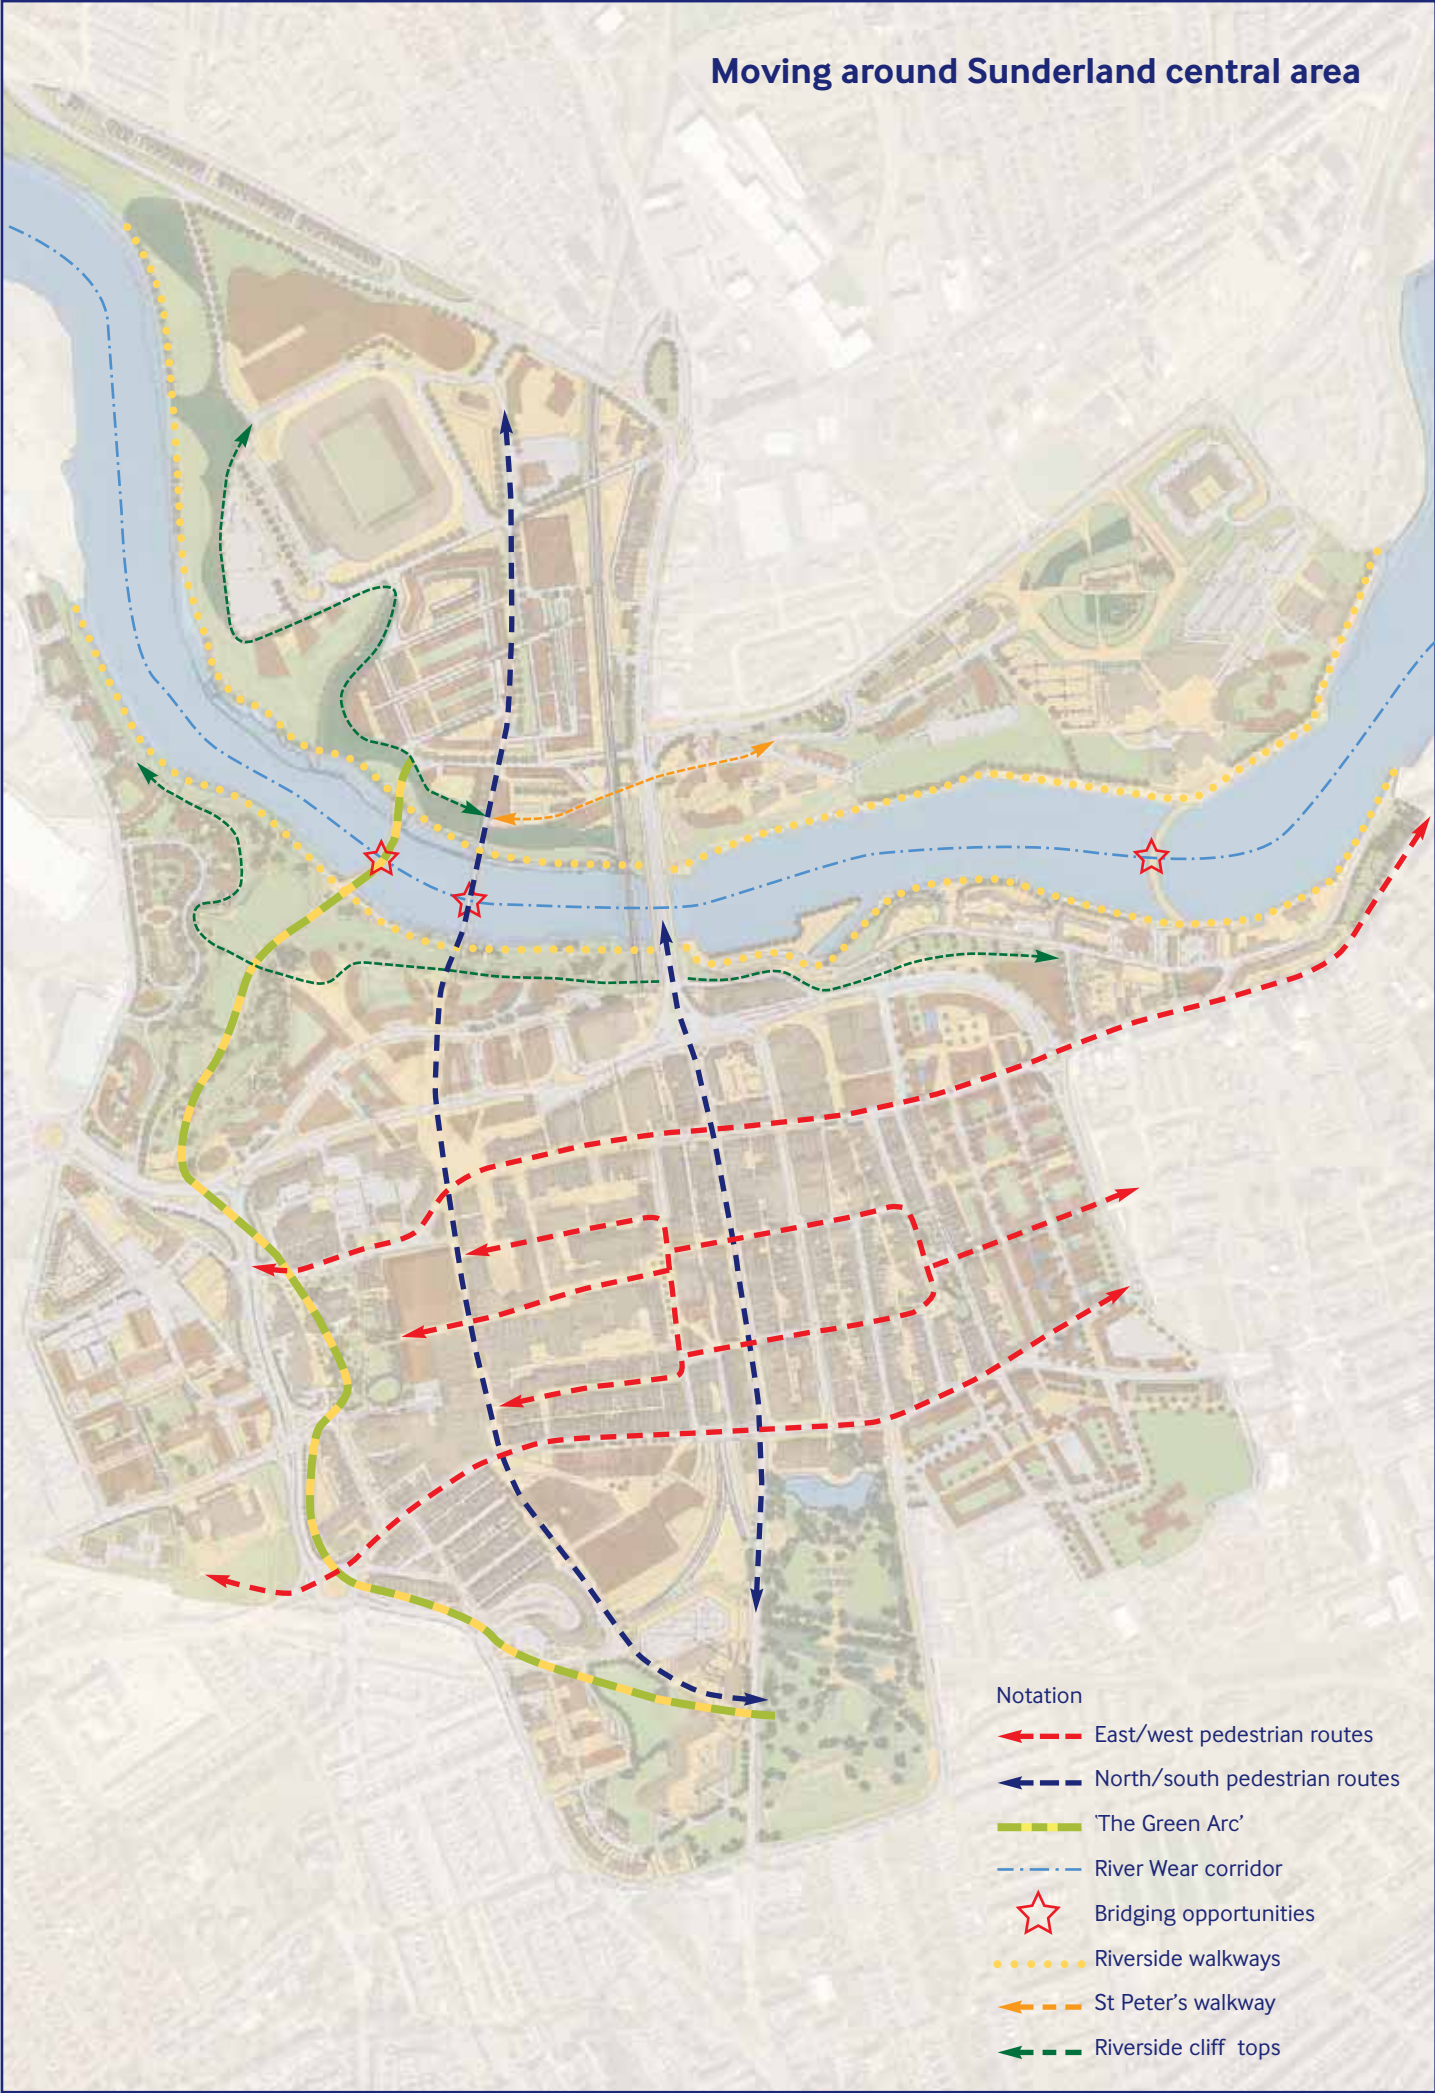 Moving around Sunderland central area
Notation
East/west pedestrian routes
North/south pedestrian routes
‘The Green Arc’
River Wear corridor
Bridging opportunities
Riverside walkways
St Peter’s walkway
Riverside cliff tops